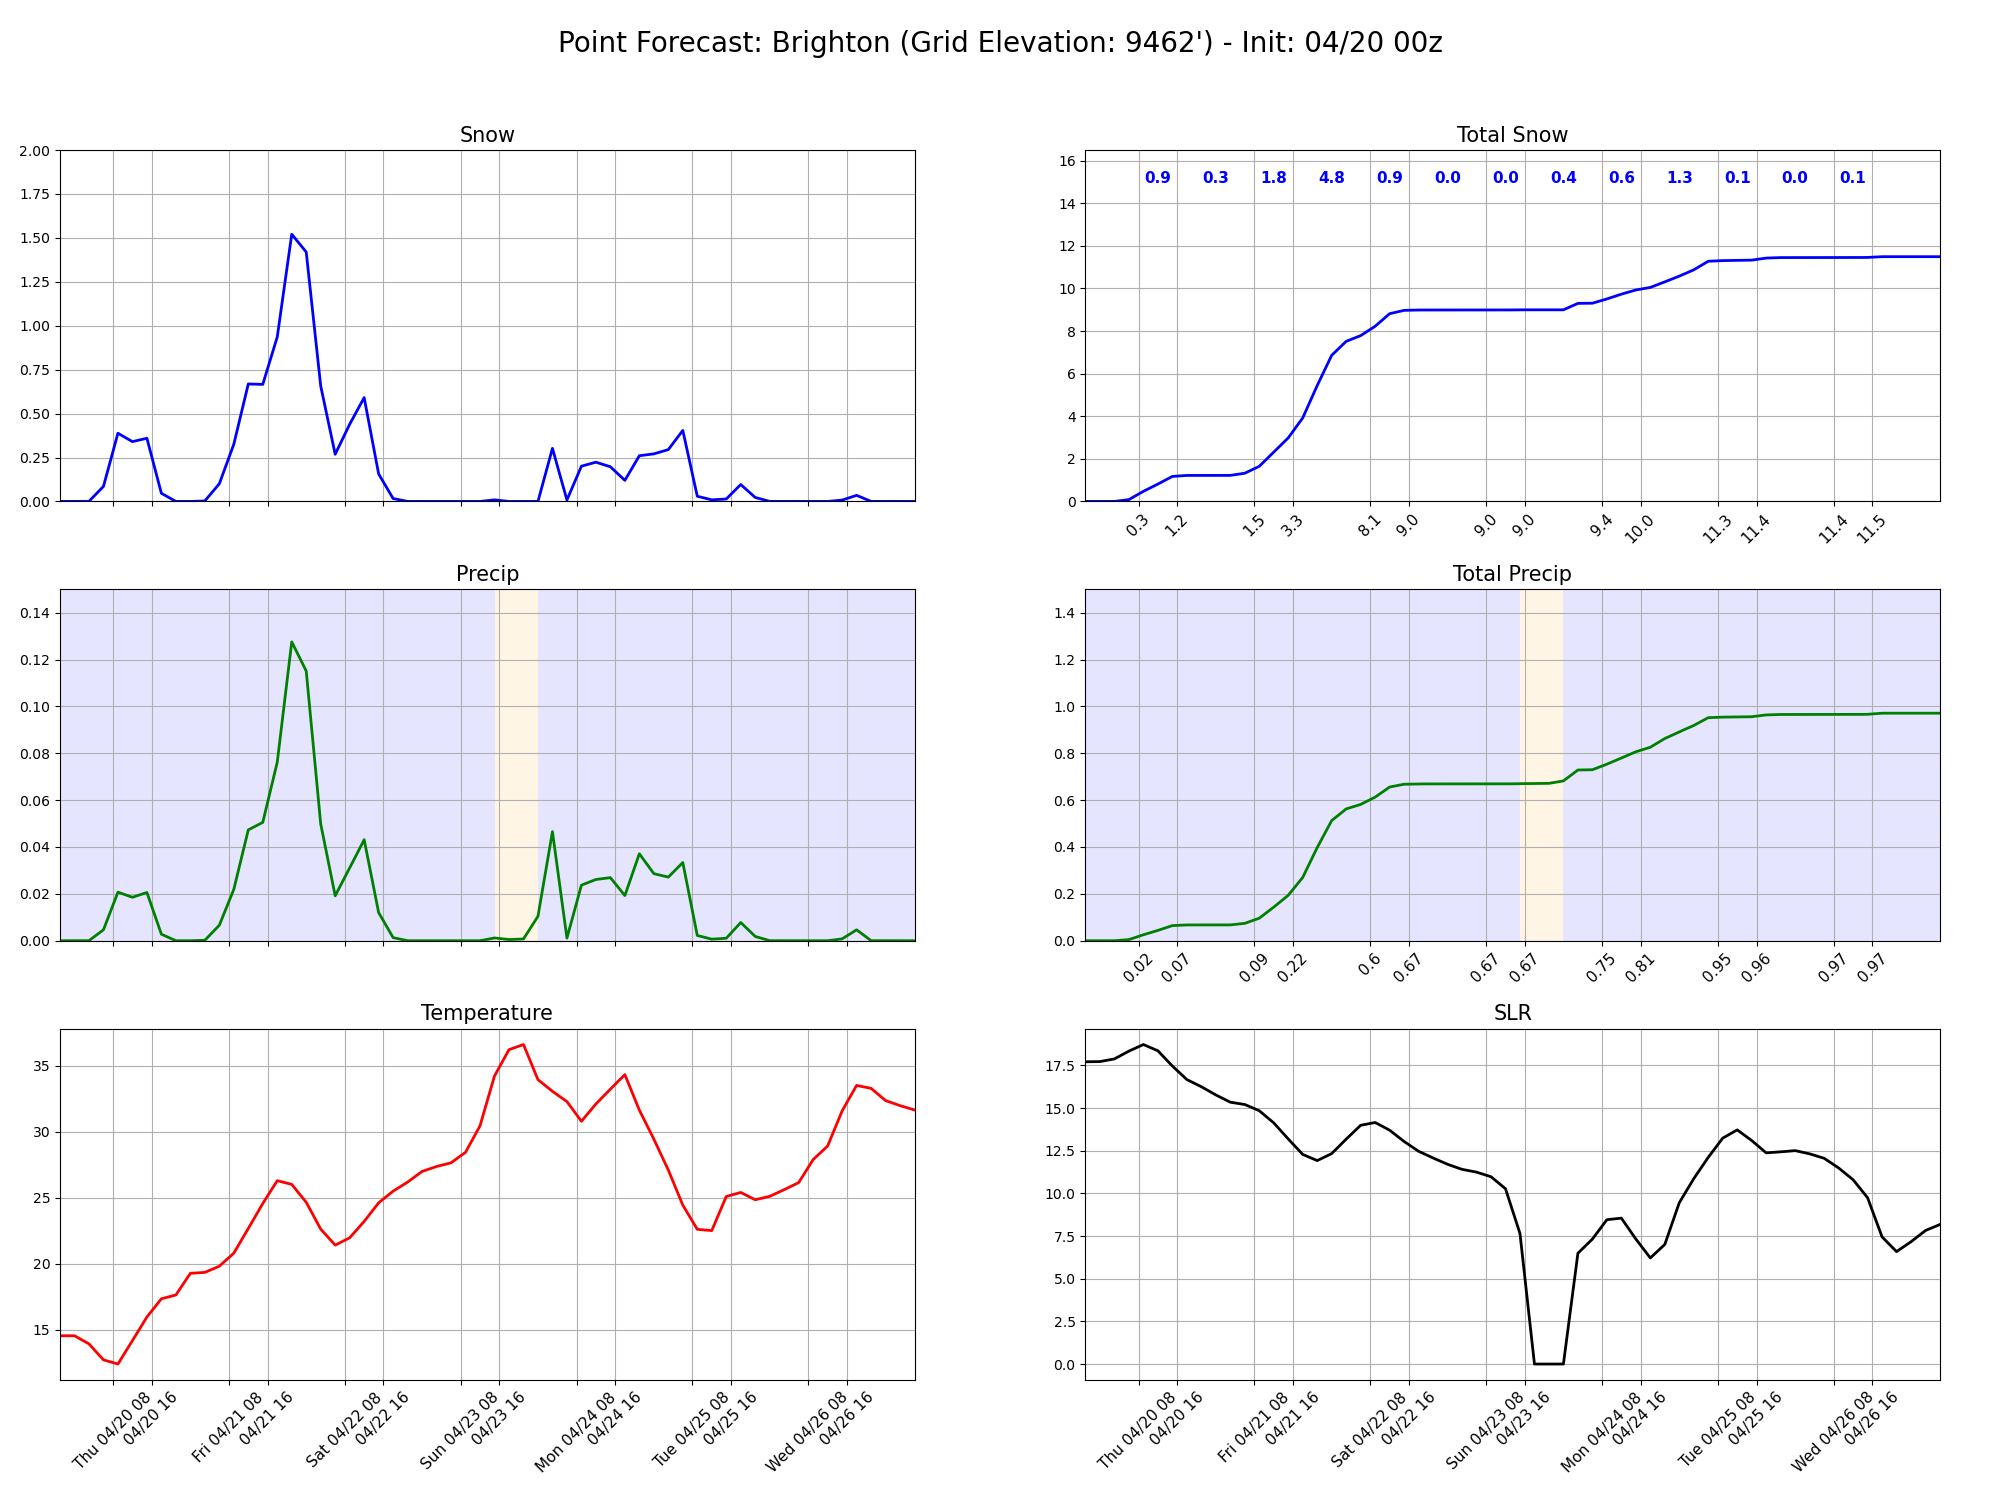 Point Forecast: Brighton (Grid Elevation: 9462') - Init: 04/20 00z
Snow
2.00
1.75
1.50
1.25
1.00
0.75
0.50
0.25
0.00
Total Snow
16
14
12
10
8
6
4
2
0
0.9 0.3 1.8 4.8 0.9 0.0 0.0 0.4 0.6 1.3 0.1 0.0 0.1
0.3 1.2 1.5 3.3 8.1 9.0 9.0 9.0 9.4 10.0 11.3 11.4 11.4 11.5
Precip
0.14
0.12
0.10
0.08
0.06
0.04
0.02
0.00
Total Precip
1.4
1.2
1.0
0.8
0.6
0.4
0.2
0.0
0.02 0.07 0.09 0.22 0.6 0.67 0.67 0.67 0.75 0.81 0.95 0.96 0.97 0.97
Temperature
35
30
25
20
15
Thu 04/20 08
04/20 16
Fri 04/21 08
04/21 16
Sat 04/22 08
04/22 16
Sun 04/23 08
04/23 16
Mon 04/24 08
04/24 16
Tue 04/25 08
04/25 16
Wed 04/26 08
04/26 16
SLR
17.5
15.0
12.5
10.0
7.5
5.0
2.5
0.0
Thu 04/20 08
04/20 16
Fri 04/21 08
04/21 16
Sat 04/22 08
04/22 16
Sun 04/23 08
04/23 16
Mon 04/24 08
04/24 16
Tue 04/25 08
04/25 16
Wed 04/26 08
04/26 16